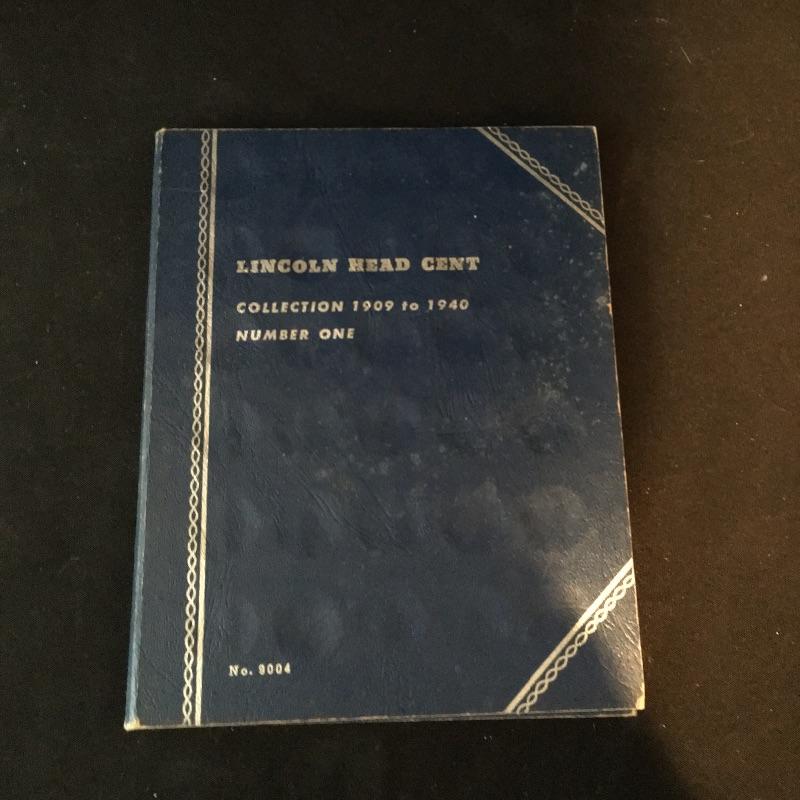 LINCOLN HEAD CENT
COLLECTION 1909 to 1940
NUMBER ONE
No. 9004